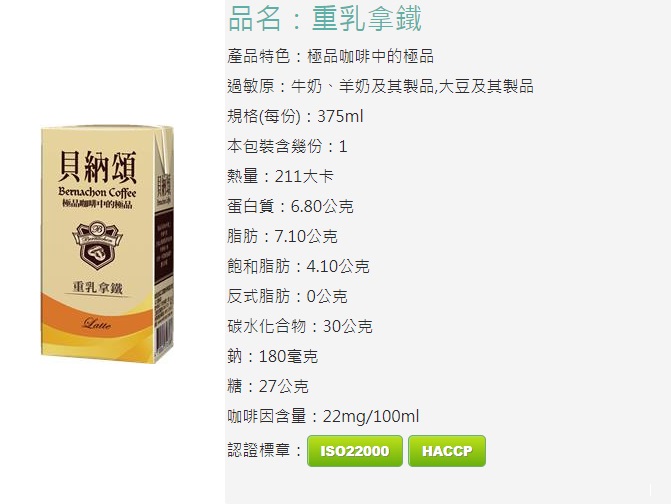 品名：重乳拿鐵
產品特色：極品咖啡中的極品
過敏原：牛奶、羊奶及其製品,大豆及其製品
規格(每份)：375ml
本包裝含幾份：1
熱量：211大卡
蛋白質：6.80公克
脂肪：7.10公克
飽和脂肪：4.10公克
反式脂肪：0公克
碳水化合物：30公克
鈉：180毫克
糖：27公克
咖啡因含量：22mg/100ml
認證標章：ISO22000 HACCP
貝納頌
Bernachon Coffee
極品咖啡中的極品
B
Bernachon
重乳拿鐵
Latte
貝納頌